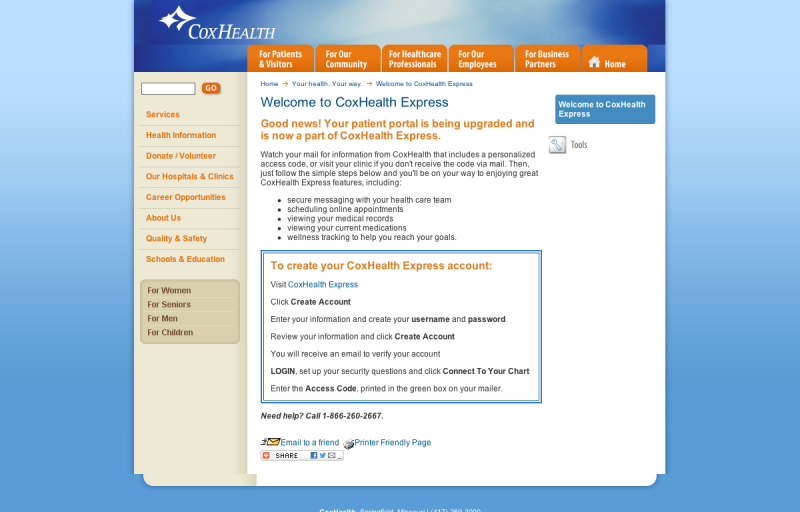 CoxHealth
For Patients
& Visitors
For Our
Community
For Healthcare
Professionals
For Our
Employees
For Business
Partners
Home
GO
Services
Health Information
Donate / Volunteer
Our Hospitals & Clinics
Career Opportunities
About Us
Quality & Safety
Schools & Education
For Women
For Seniors
For Men
For Children
Home → Your health. Your way. → Welcome to CoxHealth Express
Welcome to CoxHealth Express
Good news! Your patient portal is being upgraded and
is now a part of CoxHealth Express.
Watch your mail for information from CoxHealth that includes a personalized
access code, or visit your clinic if you don't receive the code via mail. Then,
just follow the simple steps below and you'll be on your way to enjoying great
CoxHealth Express features, including:
• secure messaging with your health care team
• scheduling online appointments
• viewing your medical records
• viewing your current medications
• wellness tracking to help you reach your goals.
To create your CoxHealth Express account:
Visit CoxHealth Express
Click Create Account
Enter your information and create your username and password
Review your information and click Create Account
You will receive an email to verify your account
LOGIN, set up your security questions and click Connect To Your Chart
Enter the Access Code, printed in the green box on your mailer.
Need help? Call 1-866-260-2667.
Email to a friend Printer Friendly Page
SHARE
Welcome to CoxHealth
Express
Tools
CoxHealth, Springfield, Missouri | (417) 269-3000